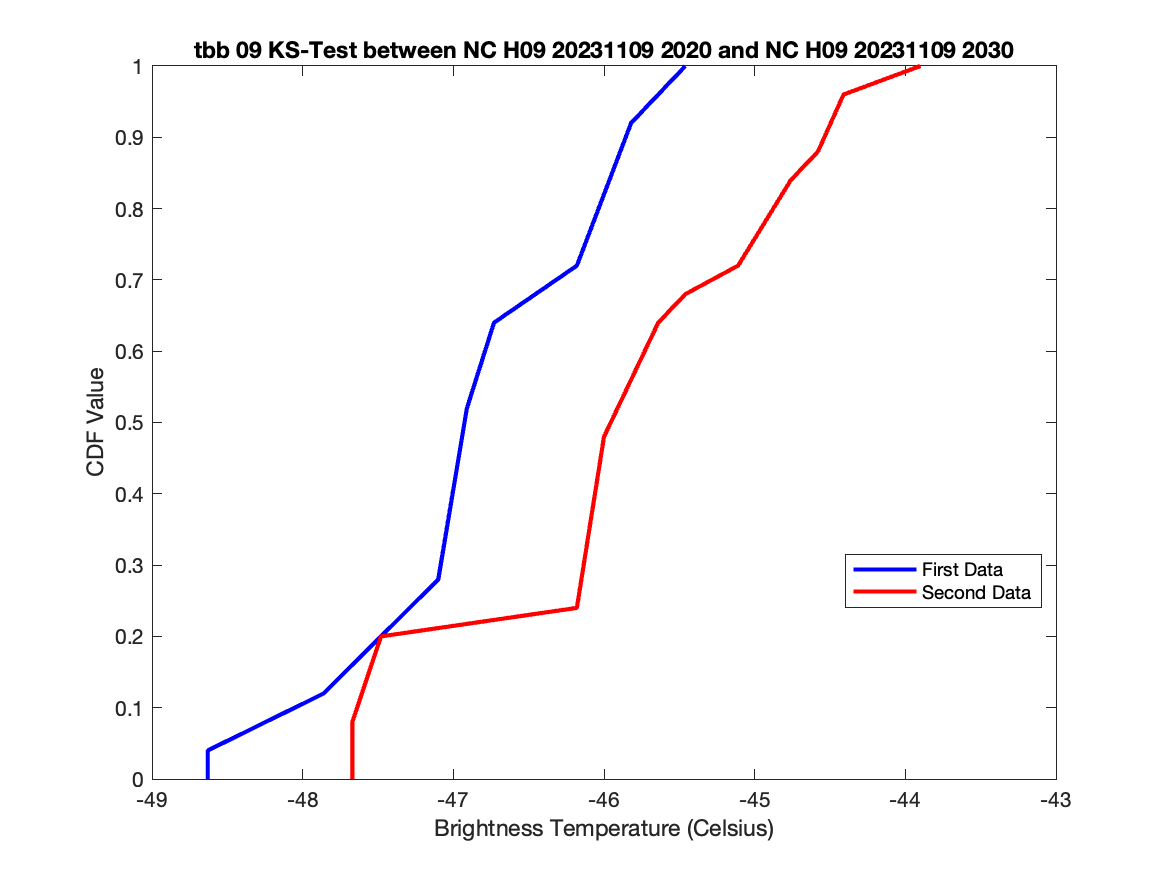 tbb 09 KS-Test between NC H09 20231109 2020 and NC H09 20231109 2030
1
0.9
0.8
0.7
0.6
0.5
0.4
0.3
0.2
0.1
0
CDF Value
First Data
Second Data
-49 -48 -47 -46 -45 -44 -43
Brightness Temperature (Celsius)